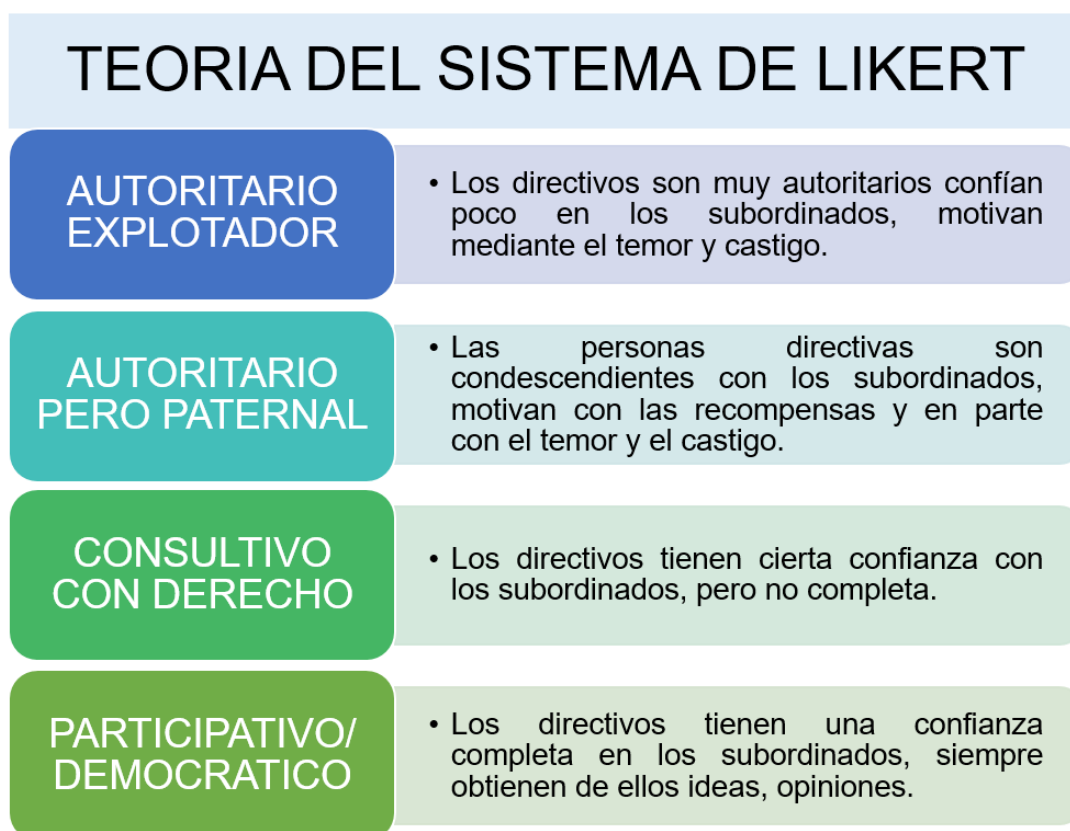 TEORIA DEL SISTEMA DE LIKERT
AUTORITARIO
EXPLOTADOR
• Los directivos son muy autoritarios confían
poco en los subordinados, motivan
mediante el temor y castigo.
AUTORITARIO
PERO PATERNAL
• Las personas directivas son
condescendientes con los subordinados,
motivan con las recompensas y en parte
con el temor y el castigo.
CONSULTIVO
CON DERECHO
• Los directivos tienen cierta confianza con
los subordinados, pero no completa.
PARTICIPATIVO/
DEMOCRATICO
• Los directivos tienen una confianza
completa en los subordinados, siempre
obtienen de ellos ideas, opiniones.